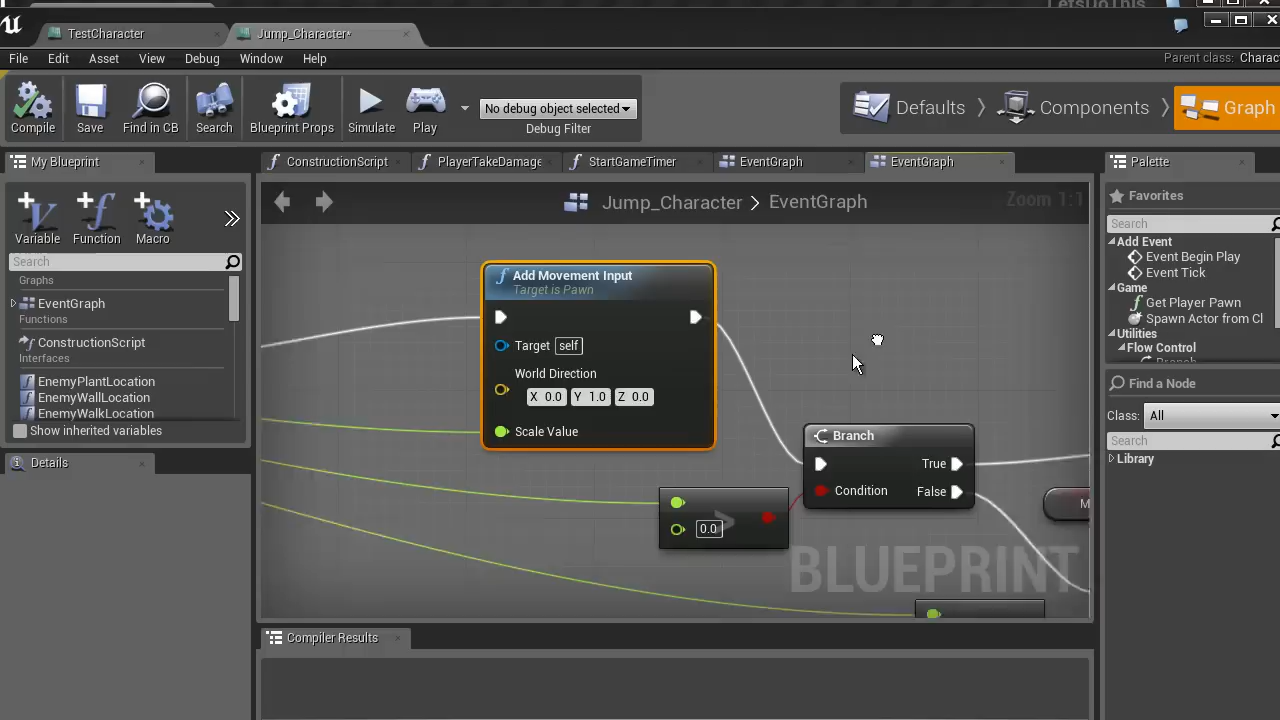 LetsDoThis
TestCharacter
Jump_Character*
File Edit Asset View Debug Window Help
Parent class: Charac
Compile Save Find in CB Search Blueprint Props Simulate Play
No debug object selected
Debug Filter
Defaults Components Graph
My Blueprint
ConstructionScript PlayerTakeDamage StartGameTimer EventGraph EventGraph
Palette
Variable Function Macro
Search
Graphs
EventGraph
Functions
ConstructionScript
Interfaces
EnemyPlantLocation
EnemyWallLocation
EnemyWalkLocation
Show inherited variables
Details
Jump_Character > EventGraph
Zoom 1:1
Add Movement Input
Target is Pawn
Target self
World Direction
X 0.0 Y 1.0 Z 0.0
Scale Value
Branch
True
Condition
False
0.0
>
M
BLUEPRINT
Compiler Results
Favorites
Search
Add Event
Event Begin Play
Event Tick
Game
Get Player Pawn
Spawn Actor from Cl
Utilities
Flow Control
Branch
Find a Node
Class: All
Search
Library